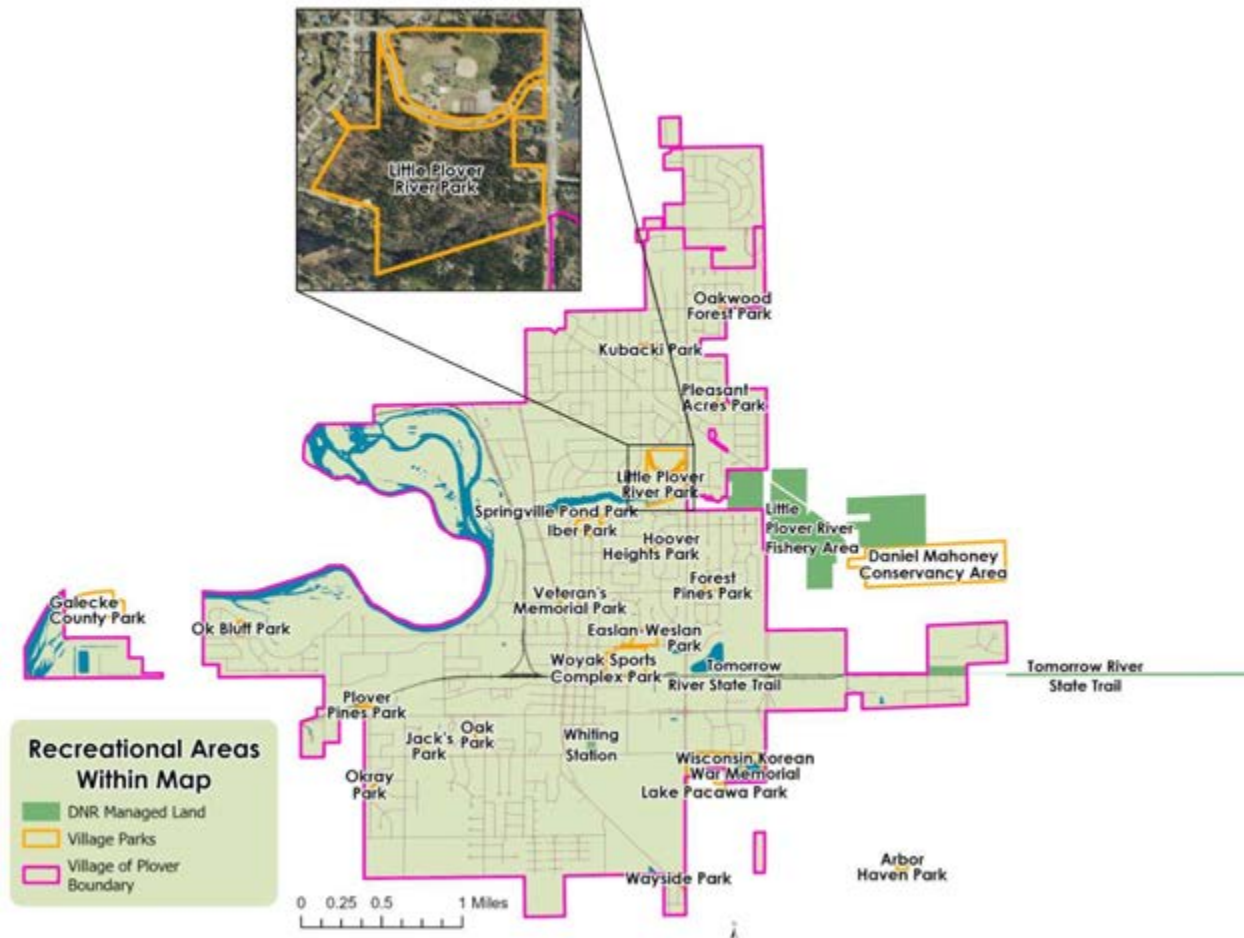 Little Plover
River Park
Oakwood
Forest Park
Kubacki Park
Pleasant
Acres Park
Little Plover
River Park
Springville Pond Park
Iber Park
Hoover
Heights Park
Little
Plover River
Fishery Area
Daniel Mahoney
Conservancy Area
Forest
Pines Park
Veteran's
Memorial Park
Galecke
County Park
Ok Bluff Park
Easlan-Weslan
Park
Woyak Sports
Complex Park
Tomorrow
River State Trail
Tomorrow River
State Trail
Plover
Pines Park
Jack's
Park
Oak
Park
Whiting
Station
Wisconsin Korean
War Memorial
Lake Pacawa Park
Okray
Park
Wayside Park
Arbor
Haven Park
Recreational Areas
Within Map
DNR Managed Land
Village Parks
Village of Plover
Boundary
0 0.25 0.5 1 Miles